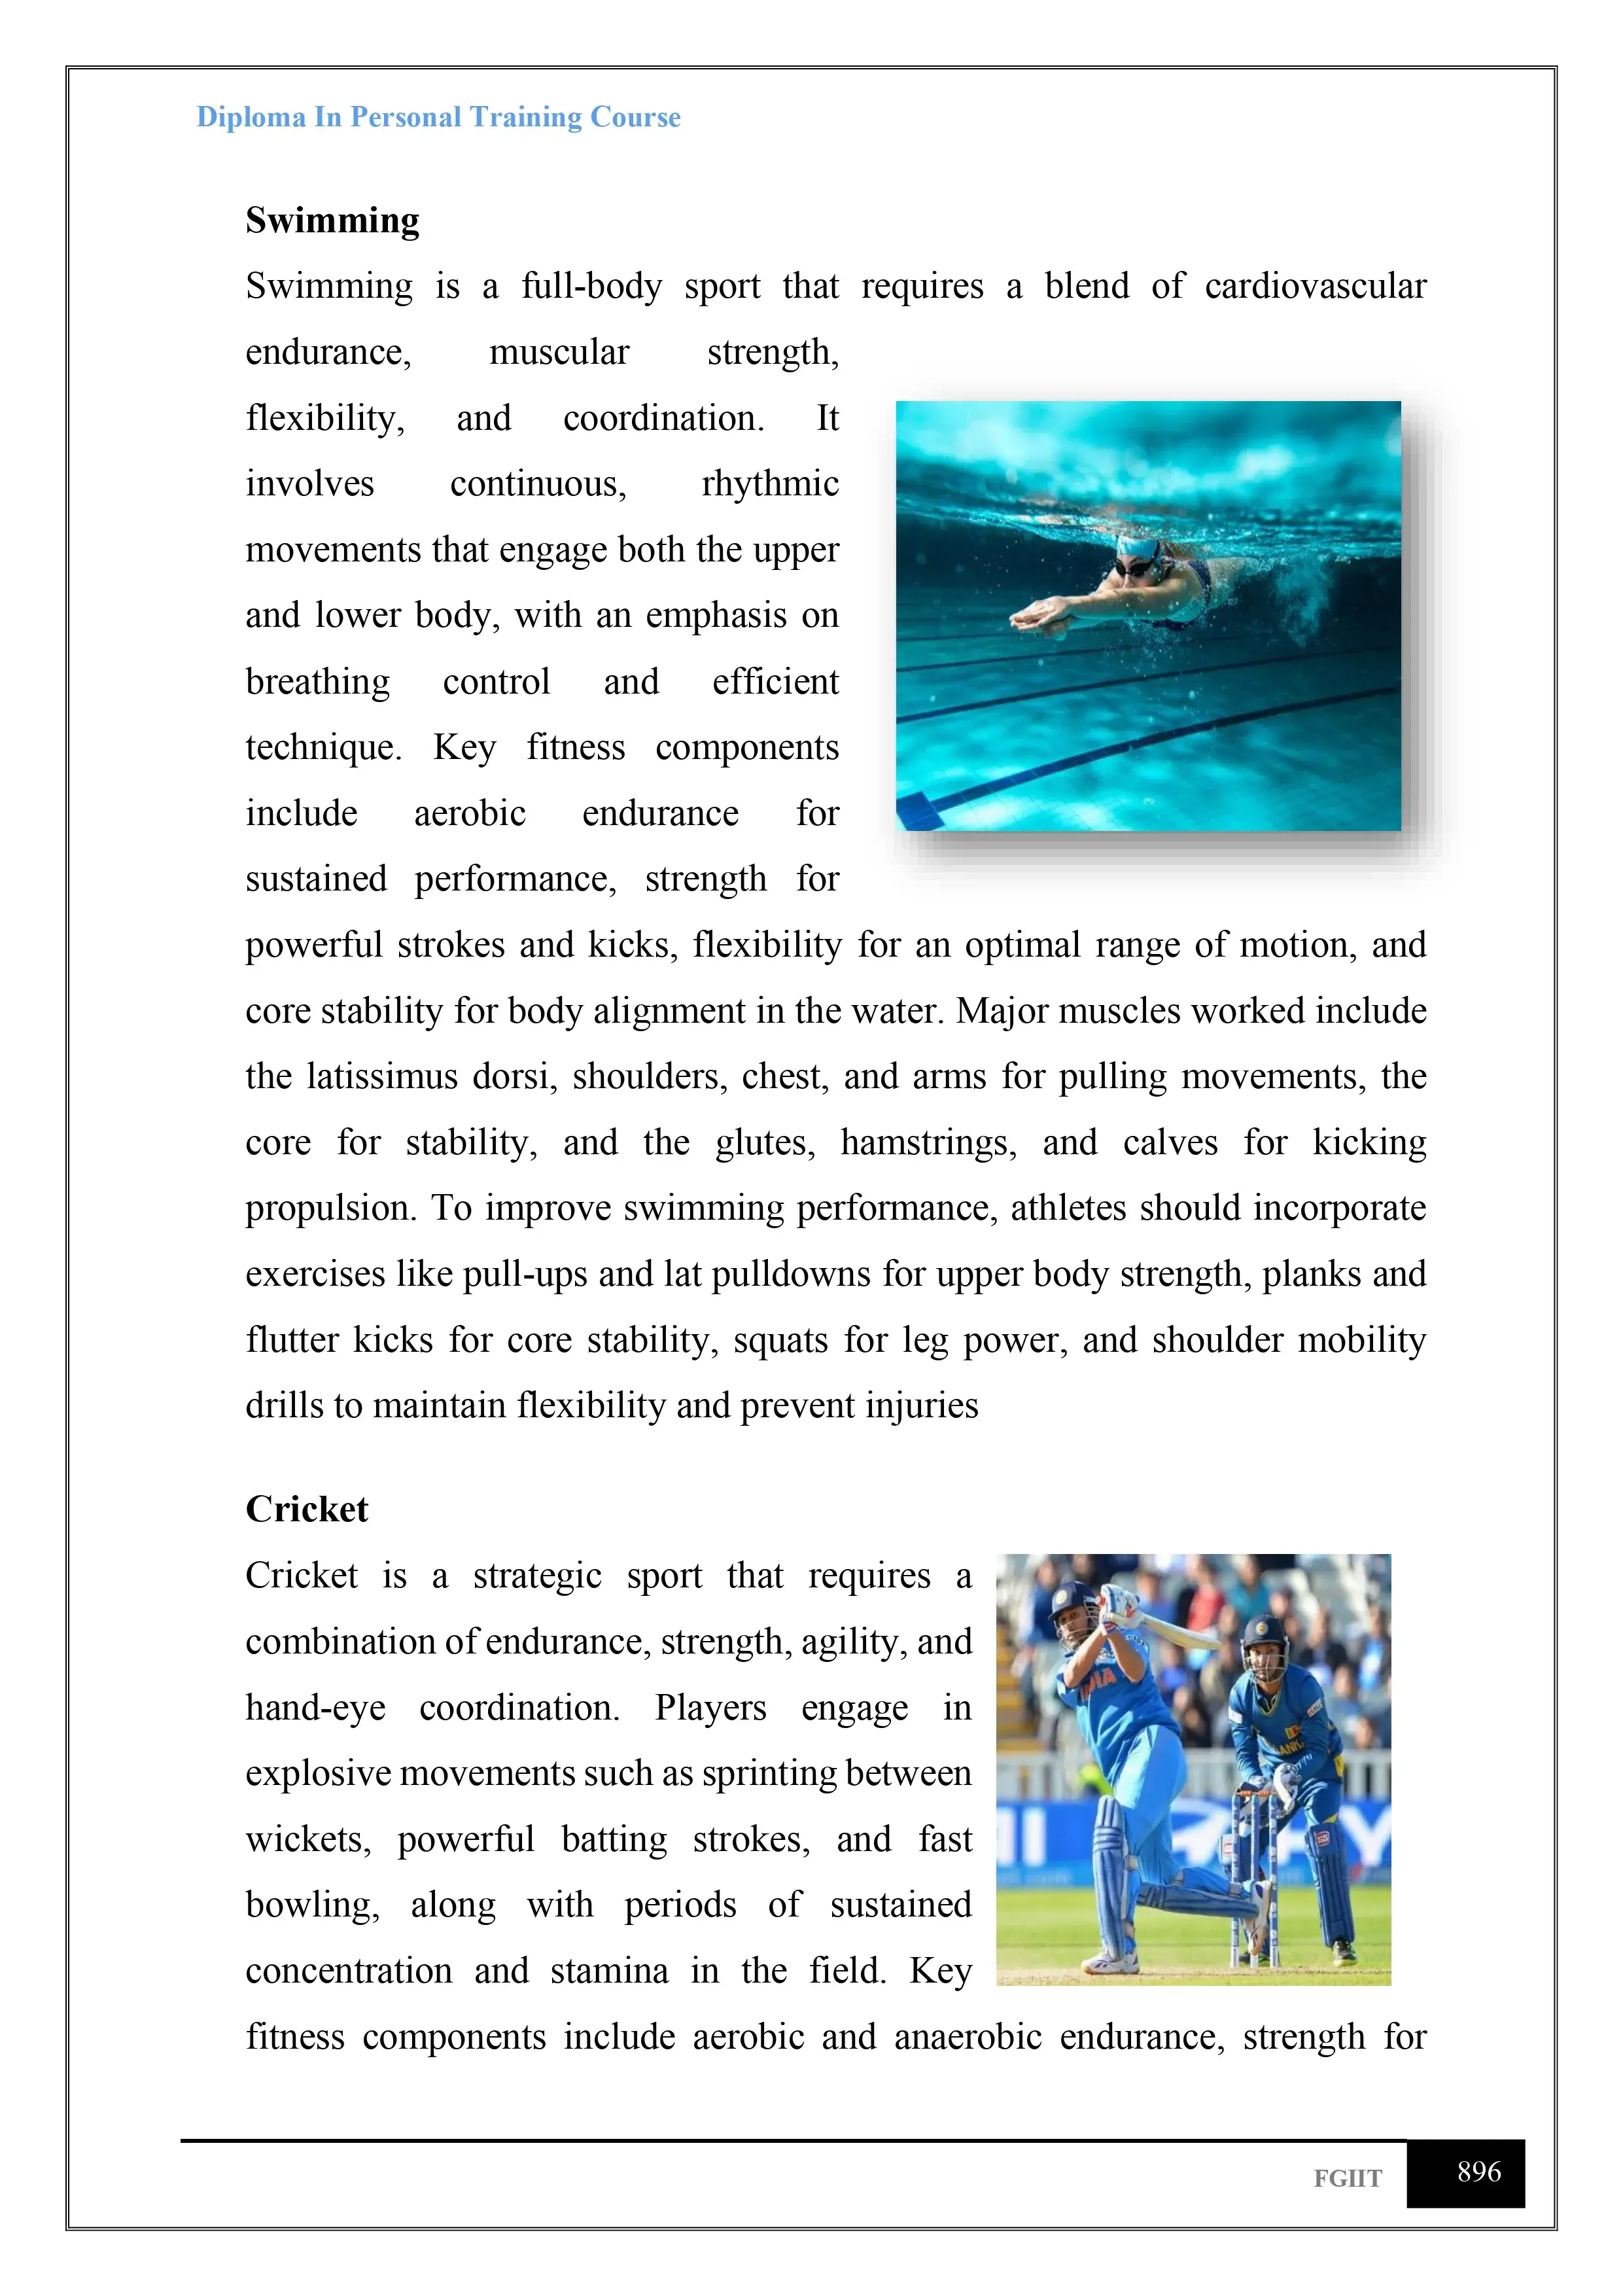 Diploma In Personal Training Course
Swimming
Swimming is a full-body sport that requires a blend of cardiovascular
endurance, muscular strength,
flexibility, and coordination. It
involves continuous, rhythmic
movements that engage both the upper
and lower body, with an emphasis on
breathing control and efficient
technique. Key fitness components
include aerobic endurance for
sustained performance, strength for
powerful strokes and kicks, flexibility for an optimal range of motion, and
core stability for body alignment in the water. Major muscles worked include
the latissimus dorsi, shoulders, chest, and arms for pulling movements, the
core for stability, and the glutes, hamstrings, and calves for kicking
propulsion. To improve swimming performance, athletes should incorporate
exercises like pull-ups and lat pulldowns for upper body strength, planks and
flutter kicks for core stability, squats for leg power, and shoulder mobility
drills to maintain flexibility and prevent injuries
Cricket
Cricket is a strategic sport that requires a
combination of endurance, strength, agility, and
hand-eye coordination. Players engage in
explosive movements such as sprinting between
wickets, powerful batting strokes, and fast
bowling, along with periods of sustained
concentration and stamina in the field. Key
fitness components include aerobic and anaerobic endurance, strength for
FGIIT
896